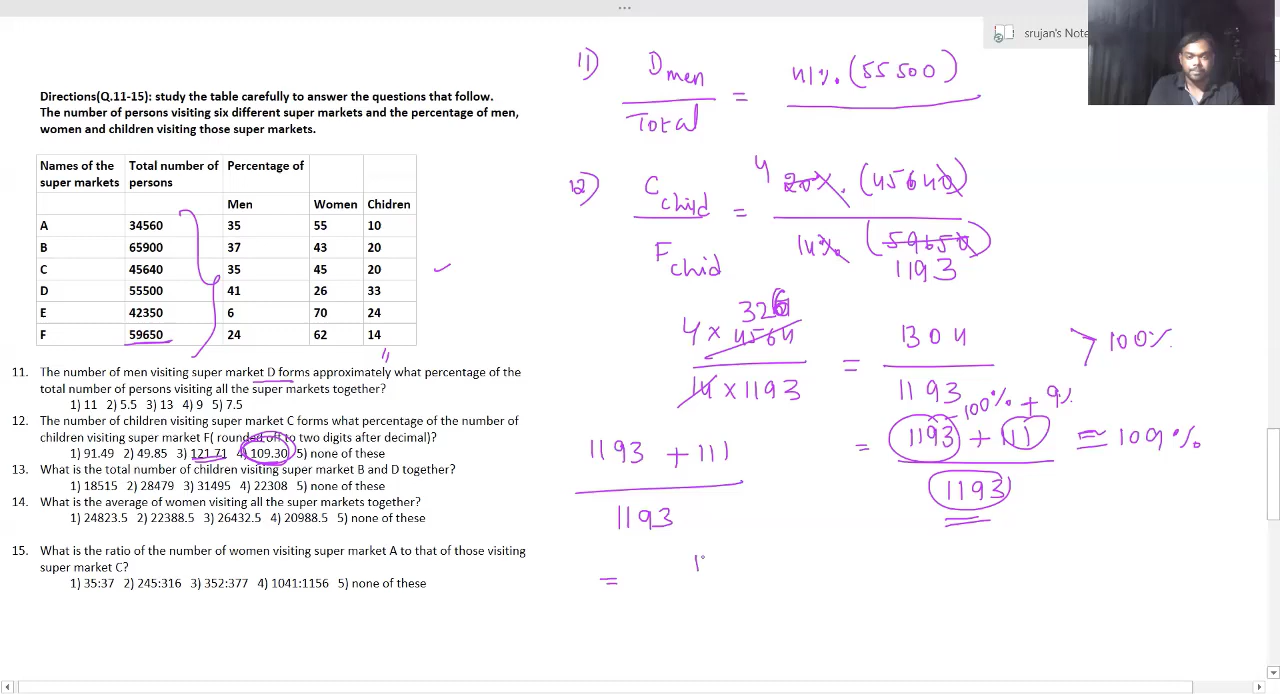 srujan's Note
Directions(Q.11-15): study the table carefully to answer the questions that follow.
The number of persons visiting six different super markets and the percentage of men,
women and children visiting those super markets.
Names of the super markets Total number of persons Percentage of
Men Women Chidren
A 34560 35 55 10
B 65900 37 43 20
C 45640 35 45 20
D 55500 41 26 33
E 42350 6 70 24
F 59650 24 62 14
11. The number of men visiting super market D forms approximately what percentage of the
total number of persons visiting all the super markets together?
1) 11 2) 5.5 3) 13 4) 9 5) 7.5
12. The number of children visiting super market C forms what percentage of the number of
children visiting super market F( rounded off to two digits after decimal)?
1) 91.49 2) 49.85 3) 121.71 4) 109.30 5) none of these
13. What is the total number of children visiting super market B and D together?
1) 18515 2) 28479 3) 31495 4) 22308 5) none of these
14. What is the average of women visiting all the super markets together?
1) 24823.5 2) 22388.5 3) 26432.5 4) 20988.5 5) none of these
15. What is the ratio of the number of women visiting super market A to that of those visiting
super market C?
1) 35:37 2) 245:316 3) 352:377 4) 1041:1156 5) none of these
11) D men = 41%. (55500)
Total
12) C child = 4 20%. (45640)
F chid 14%. (59650)
1193
326
4 x 4564 = 1304 > 100%
14 x 1193 1193
100% + 9%
= 1193 + 111 = 109%
1193
1193 + 111
1193
=